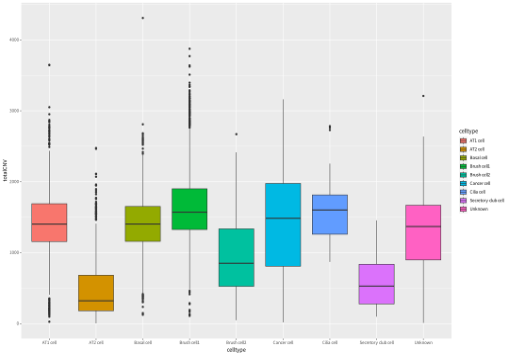 4000
3000
2000
1000
0
totalCNV
AT1 cell
AT2 cell
Basal cell
Brush cell1
Brush cell2
Cancer cell
Cilia cell
Secretory club cell
Unknown
celltype
celltype
AT1 cell
AT2 cell
Basal cell
Brush cell1
Brush cell2
Cancer cell
Cilia cell
Secretory club cell
Unknown